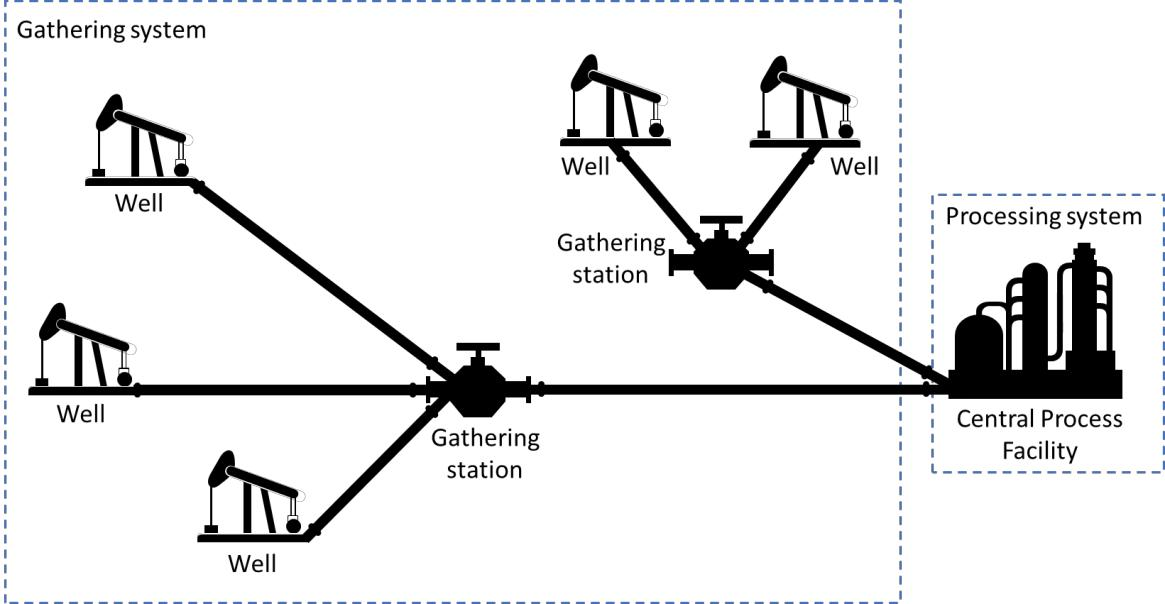 Gathering system
Well
Well
Well
Gathering
station
Processing system
Well
Gathering
station
Central Process
Facility
Well